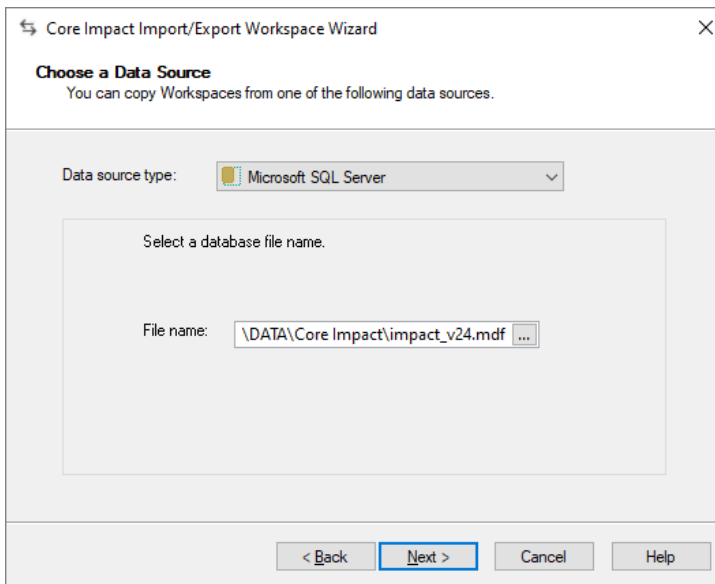 Core Impact Import/Export Workspace Wizard
Choose a Data Source
You can copy Workspaces from one of the following data sources.
Data source type: Microsoft SQL Server
Select a database file name.
File name: \DATA\Core Impact\impact_v24.mdf ...
< Back Next > Cancel Help